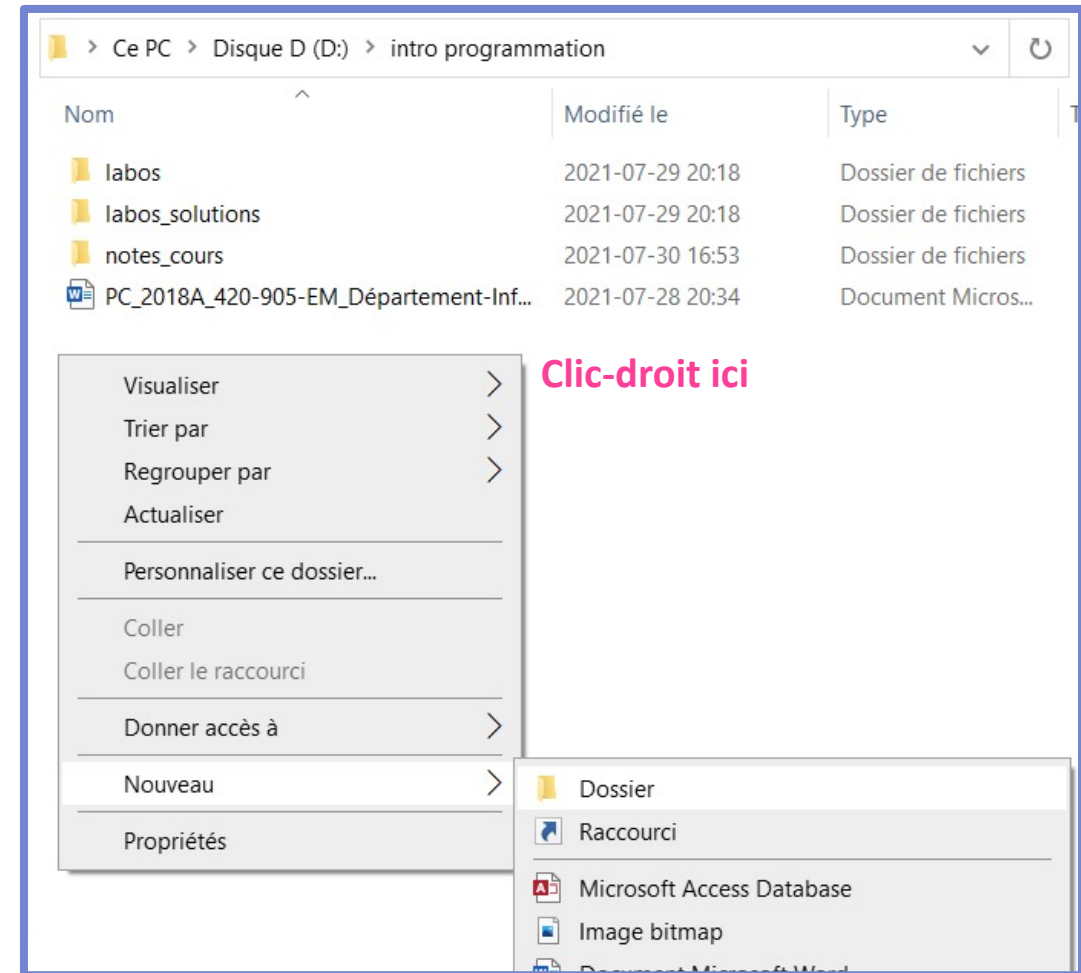 Ce PC > Disque D (D:) > intro programmation
Nom Modifié le Type T
labos 2021-07-29 20:18 Dossier de fichiers
labos_solutions 2021-07-29 20:18 Dossier de fichiers
notes_cours 2021-07-30 16:53 Dossier de fichiers
PC_2018A_420-905-EM_Département-Inf... 2021-07-28 20:34 Document Micros...
Clic-droit ici
Visualiser
Trier par
Regrouper par
Actualiser
Personnaliser ce dossier...
Coller
Coller le raccourci
Donner accès à
Nouveau
Propriétés
Dossier
Raccourci
Microsoft Access Database
Image bitmap
Document Microsoft Word